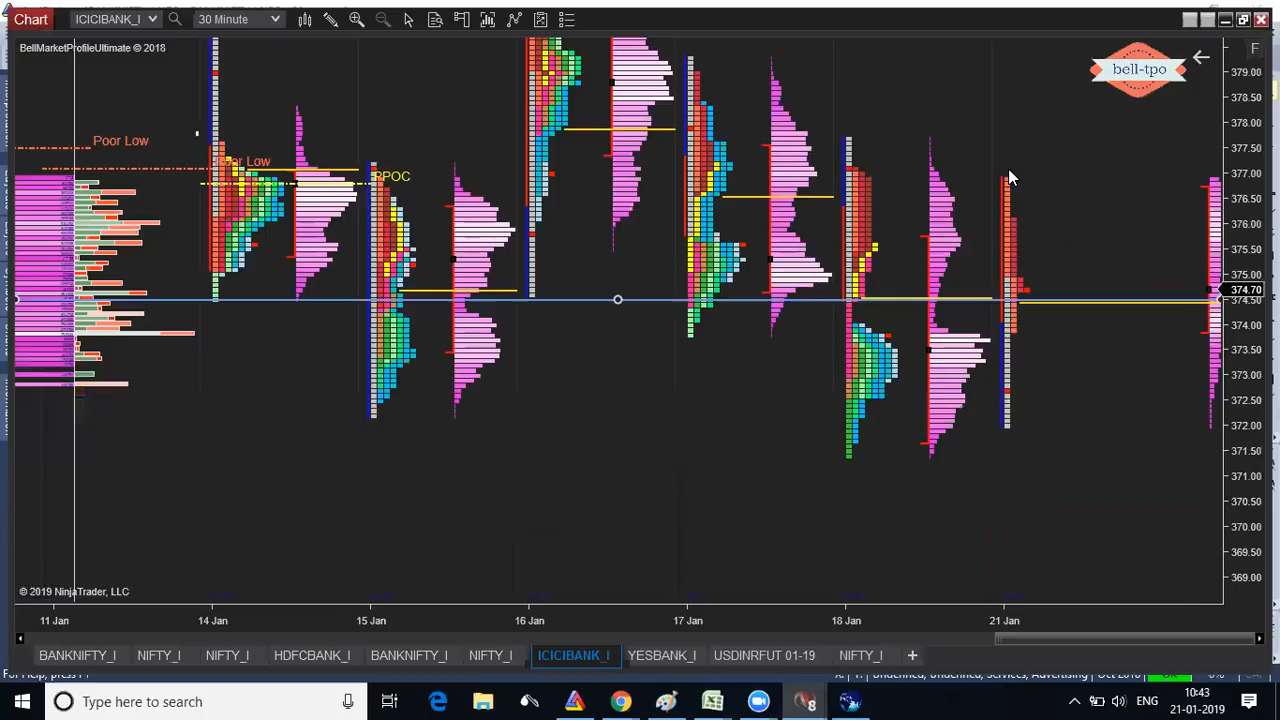 Chart
ICICIBANK_I
30 Minute
BellMarketProfileUltimate © 2018
F
bell-tpo
379.00
378.50
378.00
377.50
377.00
376.50
376.00
375.50
375.00
374.70
374.50
374.00
373.50
373.00
372.50
372.00
371.50
371.00
370.50
370.00
369.50
369.00
Poor Low
Poor Low
PPOC
© 2019 NinjaTrader, LLC
11 Jan
14 Jan
15 Jan
16 Jan
17 Jan
18 Jan
21 Jan
BANKNIFTY_I
NIFTY_I
NIFTY_I
HDFCBANK_I
BANKNIFTY_I
NIFTY_I
ICICIBANK_I
YESBANK_I
USDINRFUT 01-19
NIFTY_I
+
Type here to search
ENG
10:43
21-01-2019